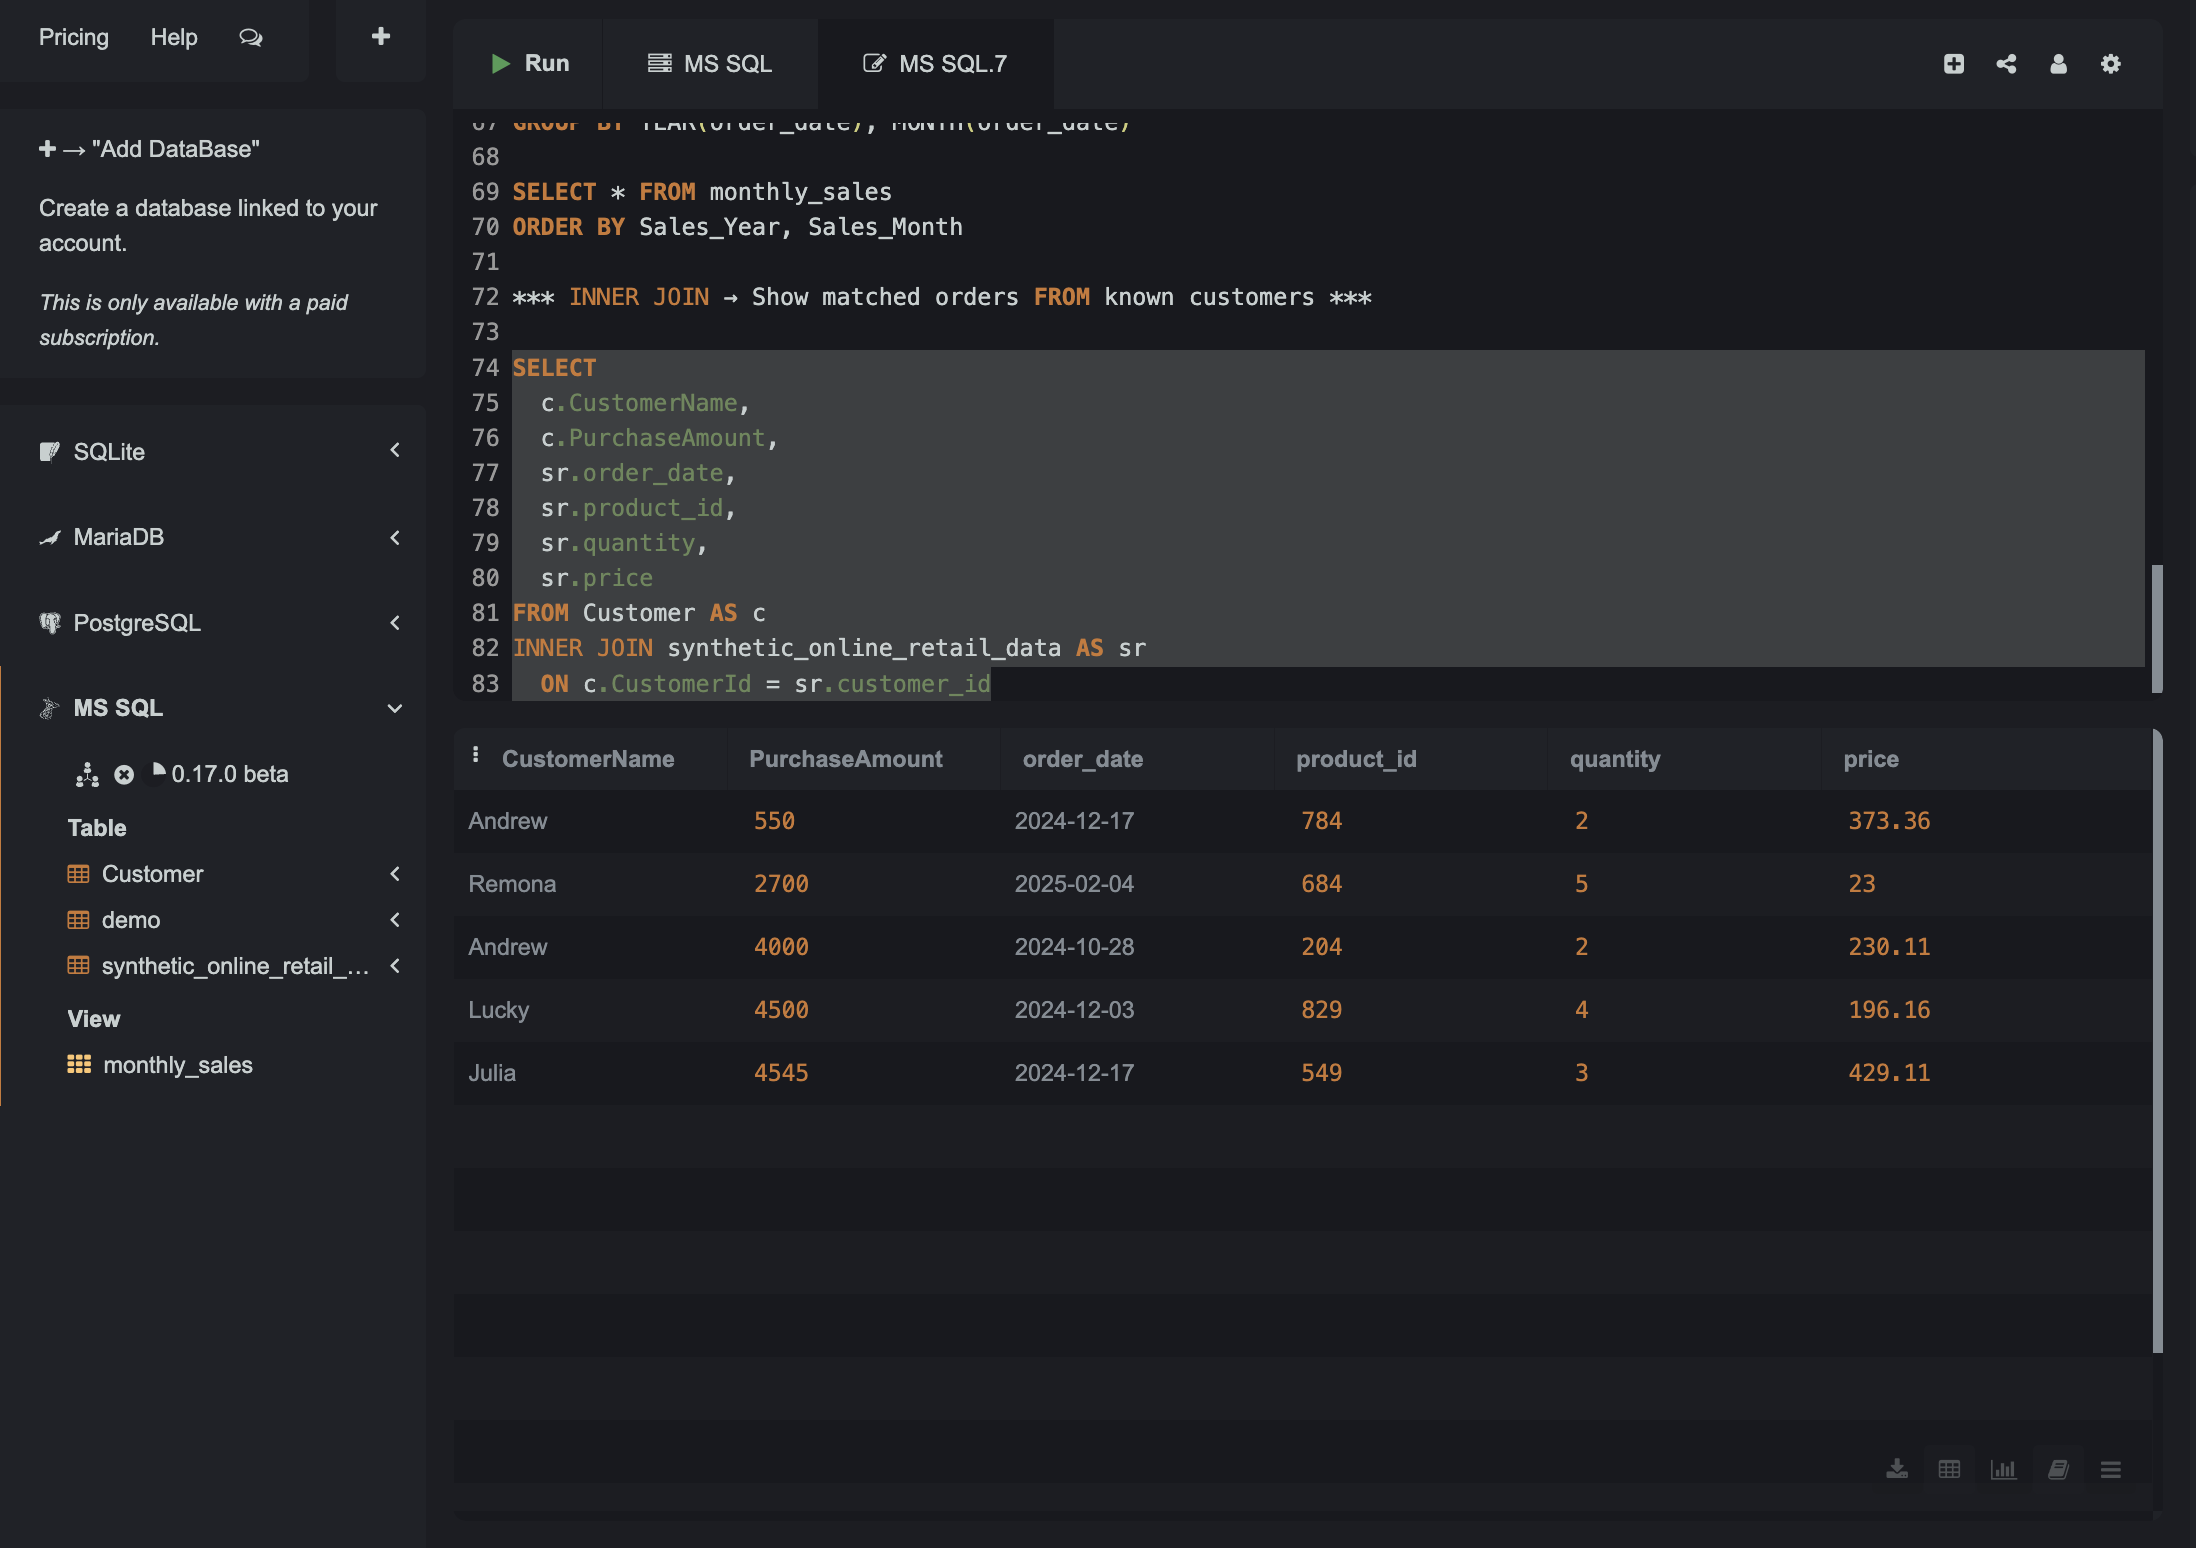 Pricing Help
Run MS SQL MS SQL.7
"Add DataBase"
Create a database linked to your
account.
This is only available with a paid
subscription.
SQLite
MariaDB
PostgreSQL
MS SQL
0.17.0 beta
Table
Customer
demo
synthetic_online_retail_...
View
monthly_sales
67 GROUP BY YEAR(order_date), MONTH(order_date)
68
69 SELECT * FROM monthly_sales
70 ORDER BY Sales_Year, Sales_Month
71
72 *** INNER JOIN → Show matched orders FROM known customers ***
73
74 SELECT
75 c.CustomerName,
76 c.PurchaseAmount,
77 sr.order_date,
78 sr.product_id,
79 sr.quantity,
80 sr.price
81 FROM Customer AS c
82 INNER JOIN synthetic_online_retail_data AS sr
83 ON c.CustomerId = sr.customer_id
CustomerName PurchaseAmount order_date product_id quantity price
Andrew 550 2024-12-17 784 2 373.36
Remona 2700 2025-02-04 684 5 23
Andrew 4000 2024-10-28 204 2 230.11
Lucky 4500 2024-12-03 829 4 196.16
Julia 4545 2024-12-17 549 3 429.11